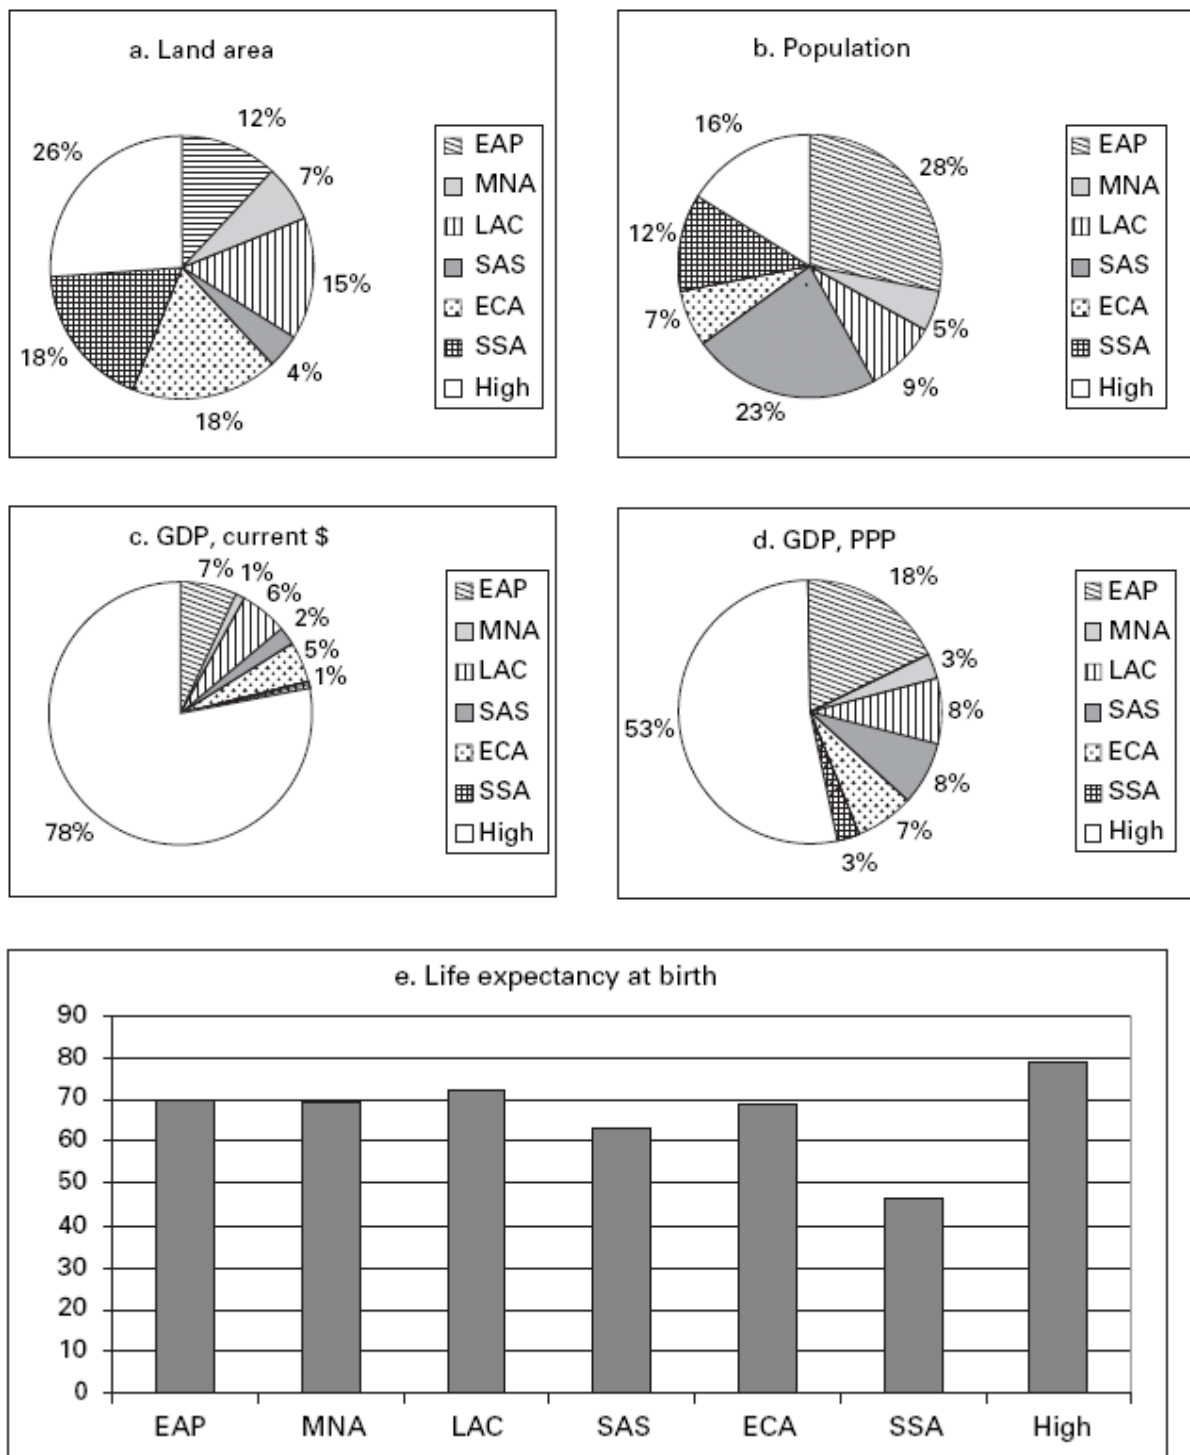 a. Land area
12%
7%
15%
4%
18%
18%
26%
EAP
MNA
LAC
SAS
ECA
SSA
High
b. Population
28%
5%
9%
23%
7%
12%
16%
EAP
MNA
LAC
SAS
ECA
SSA
High
c. GDP, current $
7%
1%
6%
2%
5%
1%
78%
EAP
MNA
LAC
SAS
ECA
SSA
High
d. GDP, PPP
18%
3%
8%
8%
7%
3%
53%
EAP
MNA
LAC
SAS
ECA
SSA
High
e. Life expectancy at birth
90
80
70
60
50
40
30
20
10
0
EAP MNA LAC SAS ECA SSA High